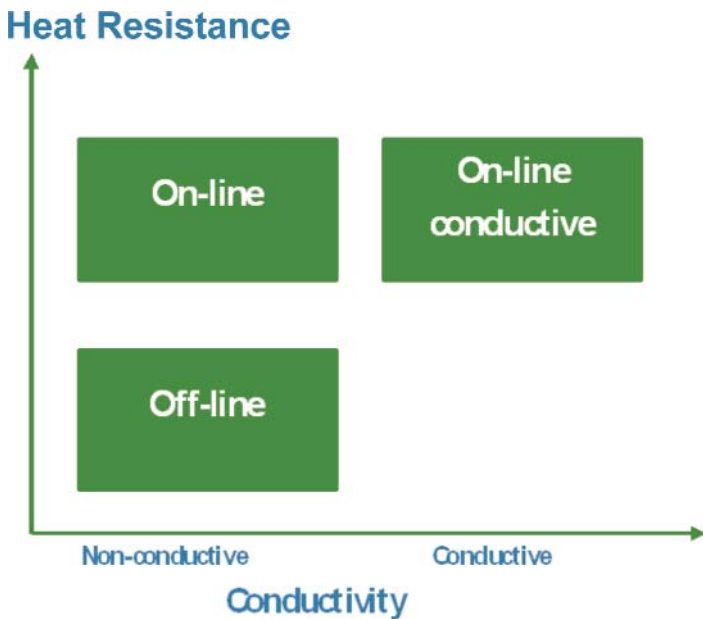 Heat Resistance
On-line
On-line
conductive
Off-line
Non-conductive
Conductive
Conductivity